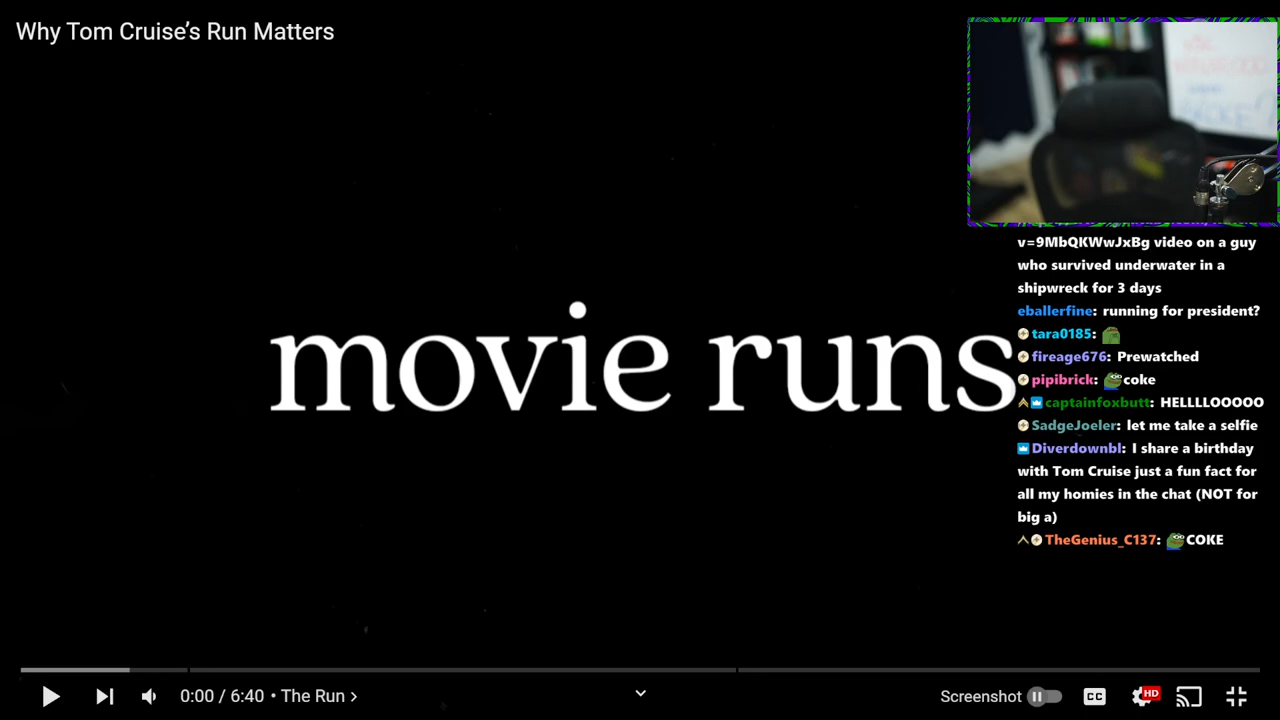 Why Tom Cruise’s Run Matters
movie runs
v=9MbQKWwJxBg video on a guy
who survived underwater in a
shipwreck for 3 days
eballerfine: running for president?
tara0185:
fireage676: Prewatched
pipibrick: coke
captainfoxbutt: HELLLLOOOOO
SadgeJoeler: let me take a selfie
Diverdownbl: I share a birthday
with Tom Cruise just a fun fact for
all my homies in the chat (NOT for
big a)
TheGenius_C137: COKE
0:00 / 6:40 • The Run ›
Screenshot
CC
HD